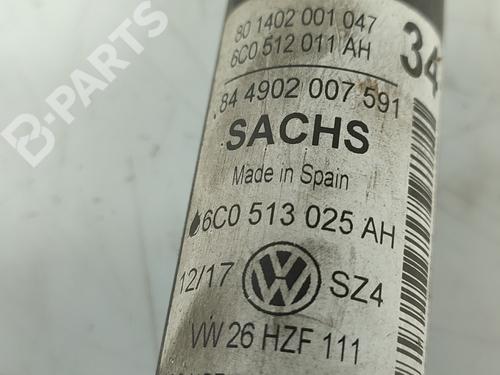 80 1402 001 047
6C0 512 011 AH
34
84 4902 007 591
SACHS
Made in Spain
6C0 513 025 AH
12/17 VW SZ4
VW 26 HZF 111
B-PARTS